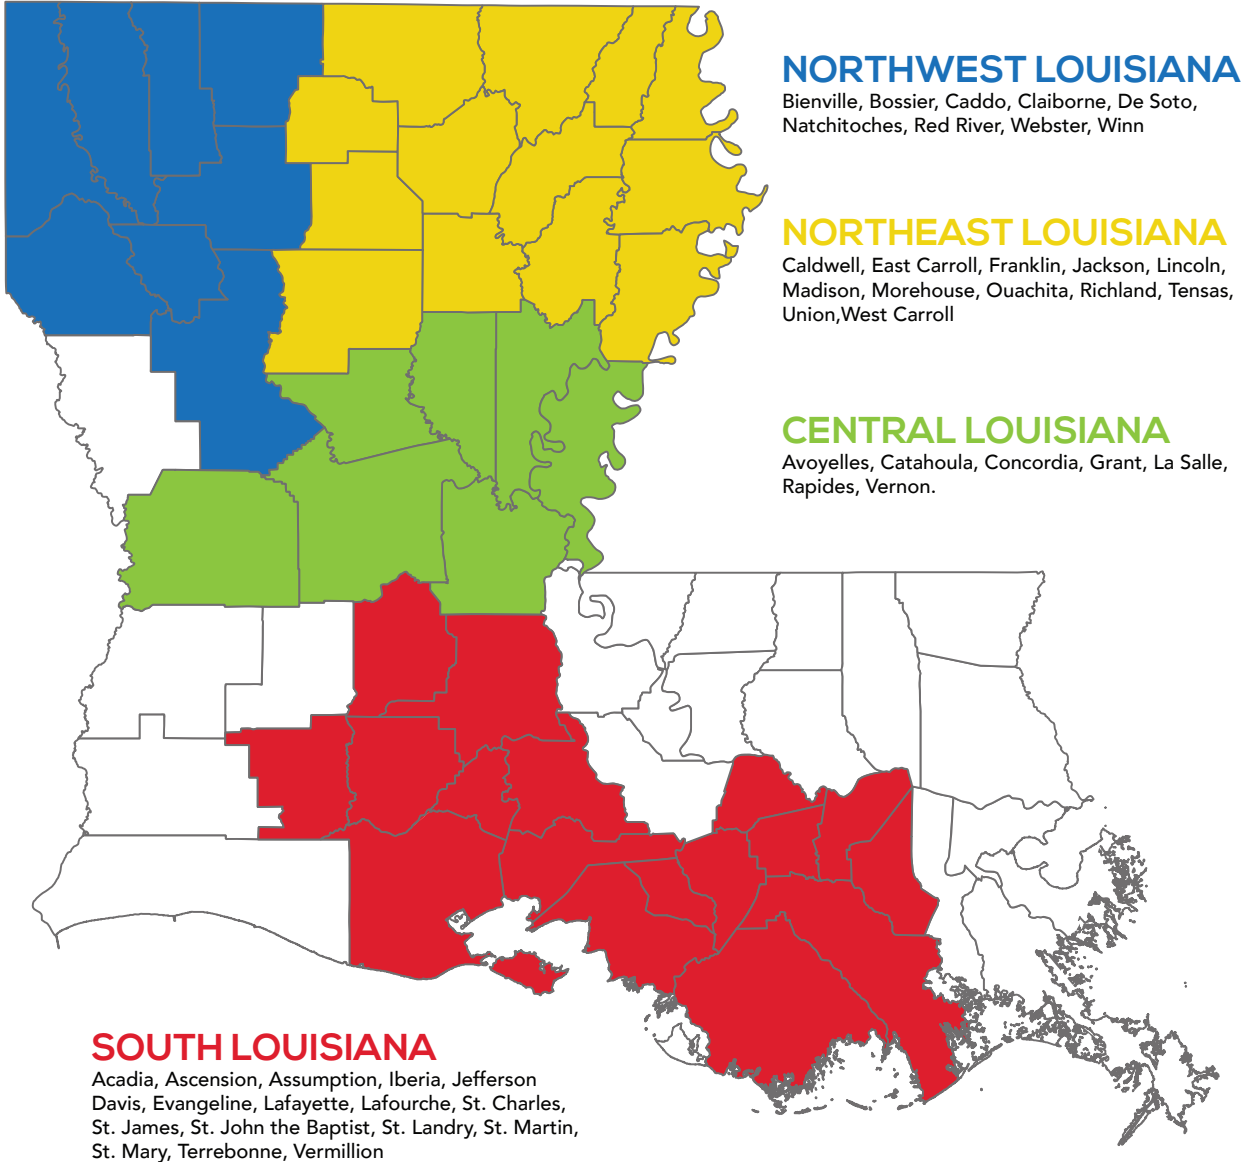 NORTHWEST LOUISIANA
Bienville, Bossier, Caddo, Claiborne, De Soto,
Natchitoches, Red River, Webster, Winn
NORTHEAST LOUISIANA
Caldwell, East Carroll, Franklin, Jackson, Lincoln,
Madison, Morehouse, Ouachita, Richland, Tensas,
Union,West Carroll
CENTRAL LOUISIANA
Avoyelles, Catahoula, Concordia, Grant, La Salle,
Rapides, Vernon.
SOUTH LOUISIANA
Acadia, Ascension, Assumption, Iberia, Jefferson
Davis, Evangeline, Lafayette, Lafourche, St. Charles,
St. James, St. John the Baptist, St. Landry, St. Martin,
St. Mary, Terrebonne, Vermillion